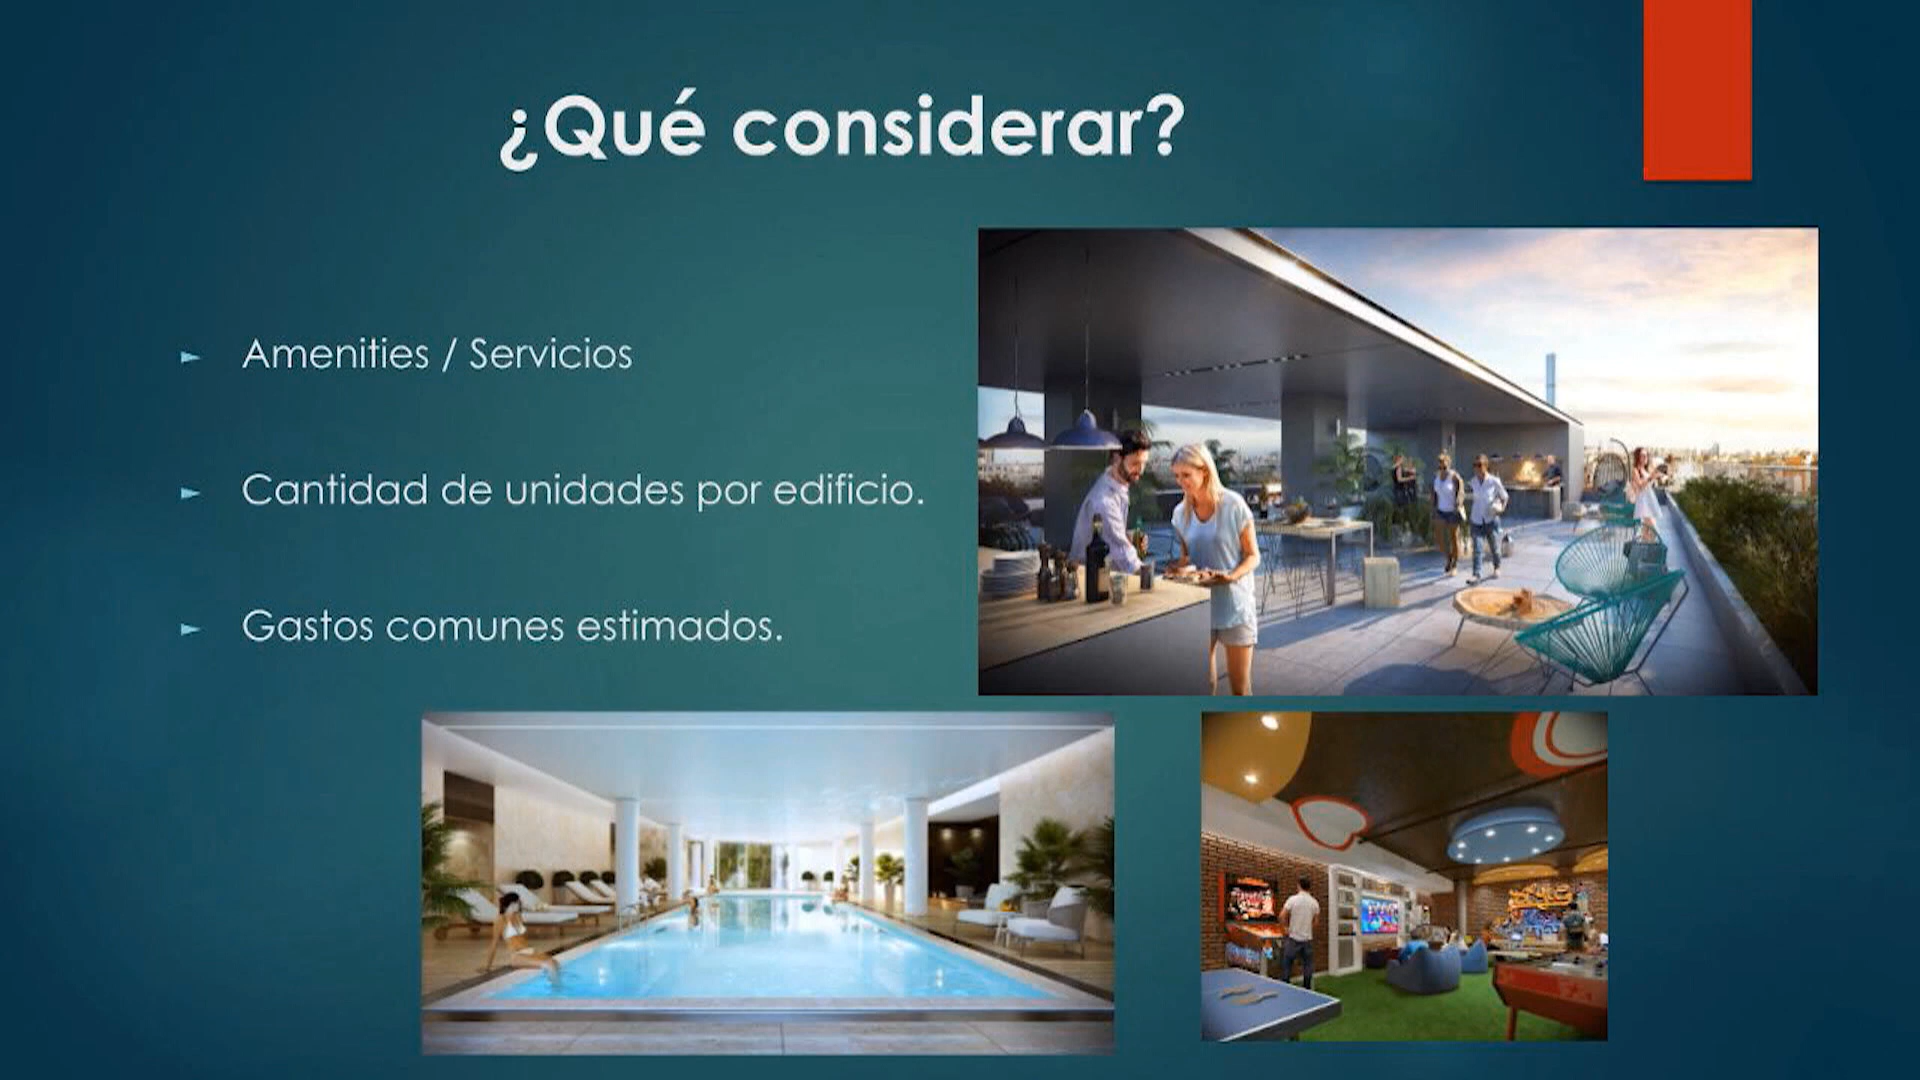 ¿Qué considerar?
Amenities / Servicios
Cantidad de unidades por edificio.
Gastos comunes estimados.